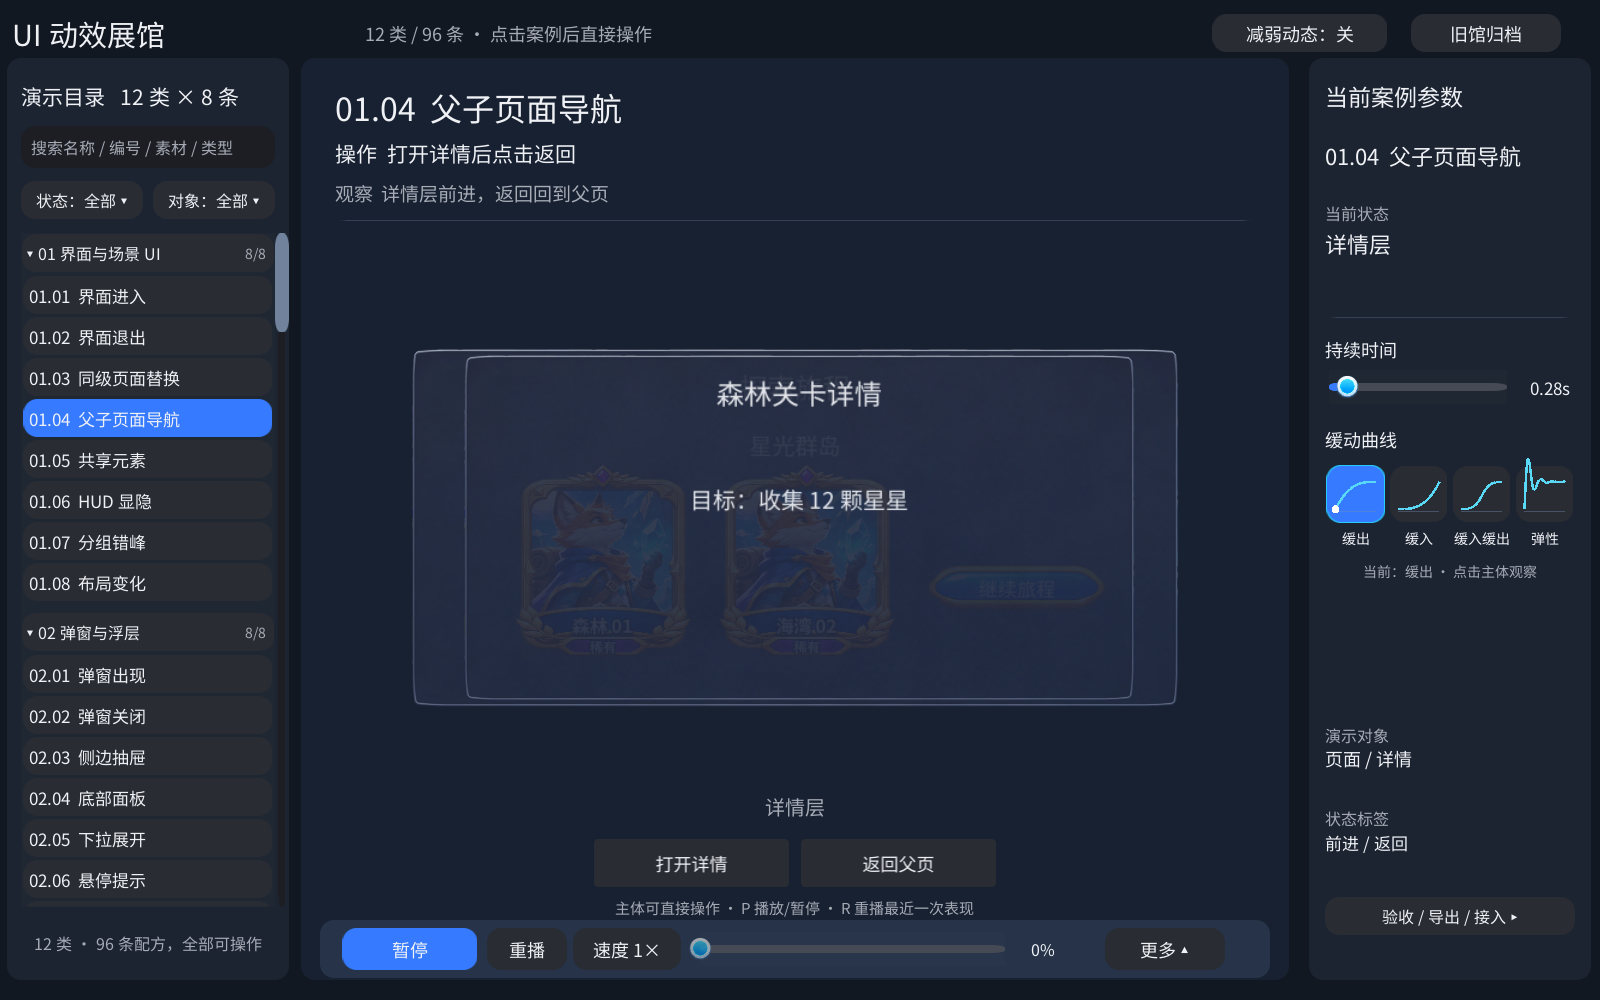 UI 动效展馆
12 类 / 96 条 · 点击案例后直接操作
减弱动态：关
旧馆归档
演示目录 12 类 × 8 条
搜索名称 / 编号 / 素材 / 类型
状态：全部 ▾
对象：全部 ▾
▾ 01 界面与场景 UI 8/8
01.01 界面进入
01.02 界面退出
01.03 同级页面替换
01.04 父子页面导航
01.05 共享元素
01.06 HUD 显隐
01.07 分组错峰
01.08 布局变化
▾ 02 弹窗与浮层 8/8
02.01 弹窗出现
02.02 弹窗关闭
02.03 侧边抽屉
02.04 底部面板
02.05 下拉展开
02.06 悬停提示
12 类 · 96 条配方，全部可操作
01.04 父子页面导航
操作 打开详情后点击返回
观察 详情层前进，返回回到父页
森林关卡详情
星光群岛
目标：收集 12 颗星星
继续旅程
森林.01
稀有
海湾.02
稀有
详情层
打开详情
返回父页
主体可直接操作 · P 播放/暂停 · R 重播最近一次表现
暂停
重播
速度 1×
0%
更多 ▴
当前案例参数
01.04 父子页面导航
当前状态
详情层
持续时间
0.28s
缓动曲线
缓出
缓入
缓入缓出
弹性
当前：缓出 · 点击主体观察
演示对象
页面 / 详情
状态标签
前进 / 返回
验收 / 导出 / 接入 ▸